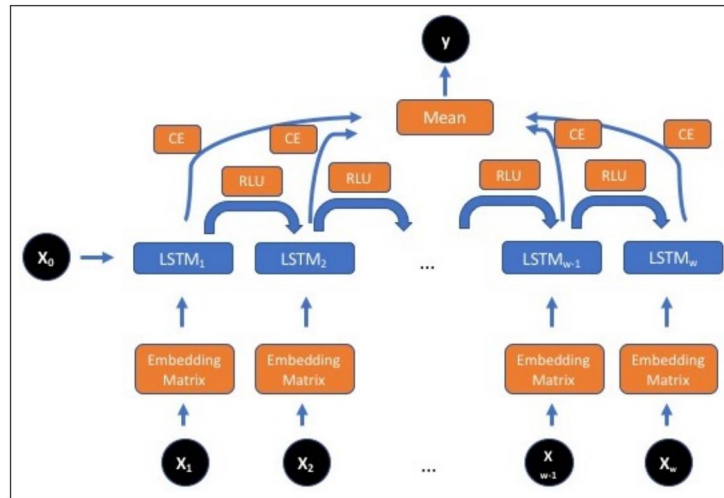 y
Mean
CE
CE
CE
CE
RLU
RLU
RLU
RLU
X₀
LSTM₁
LSTM₂
...
LSTMw-1
LSTMw
Embedding
Matrix
Embedding
Matrix
Embedding
Matrix
Embedding
Matrix
X₁
X₂
...
X
w-1
Xw